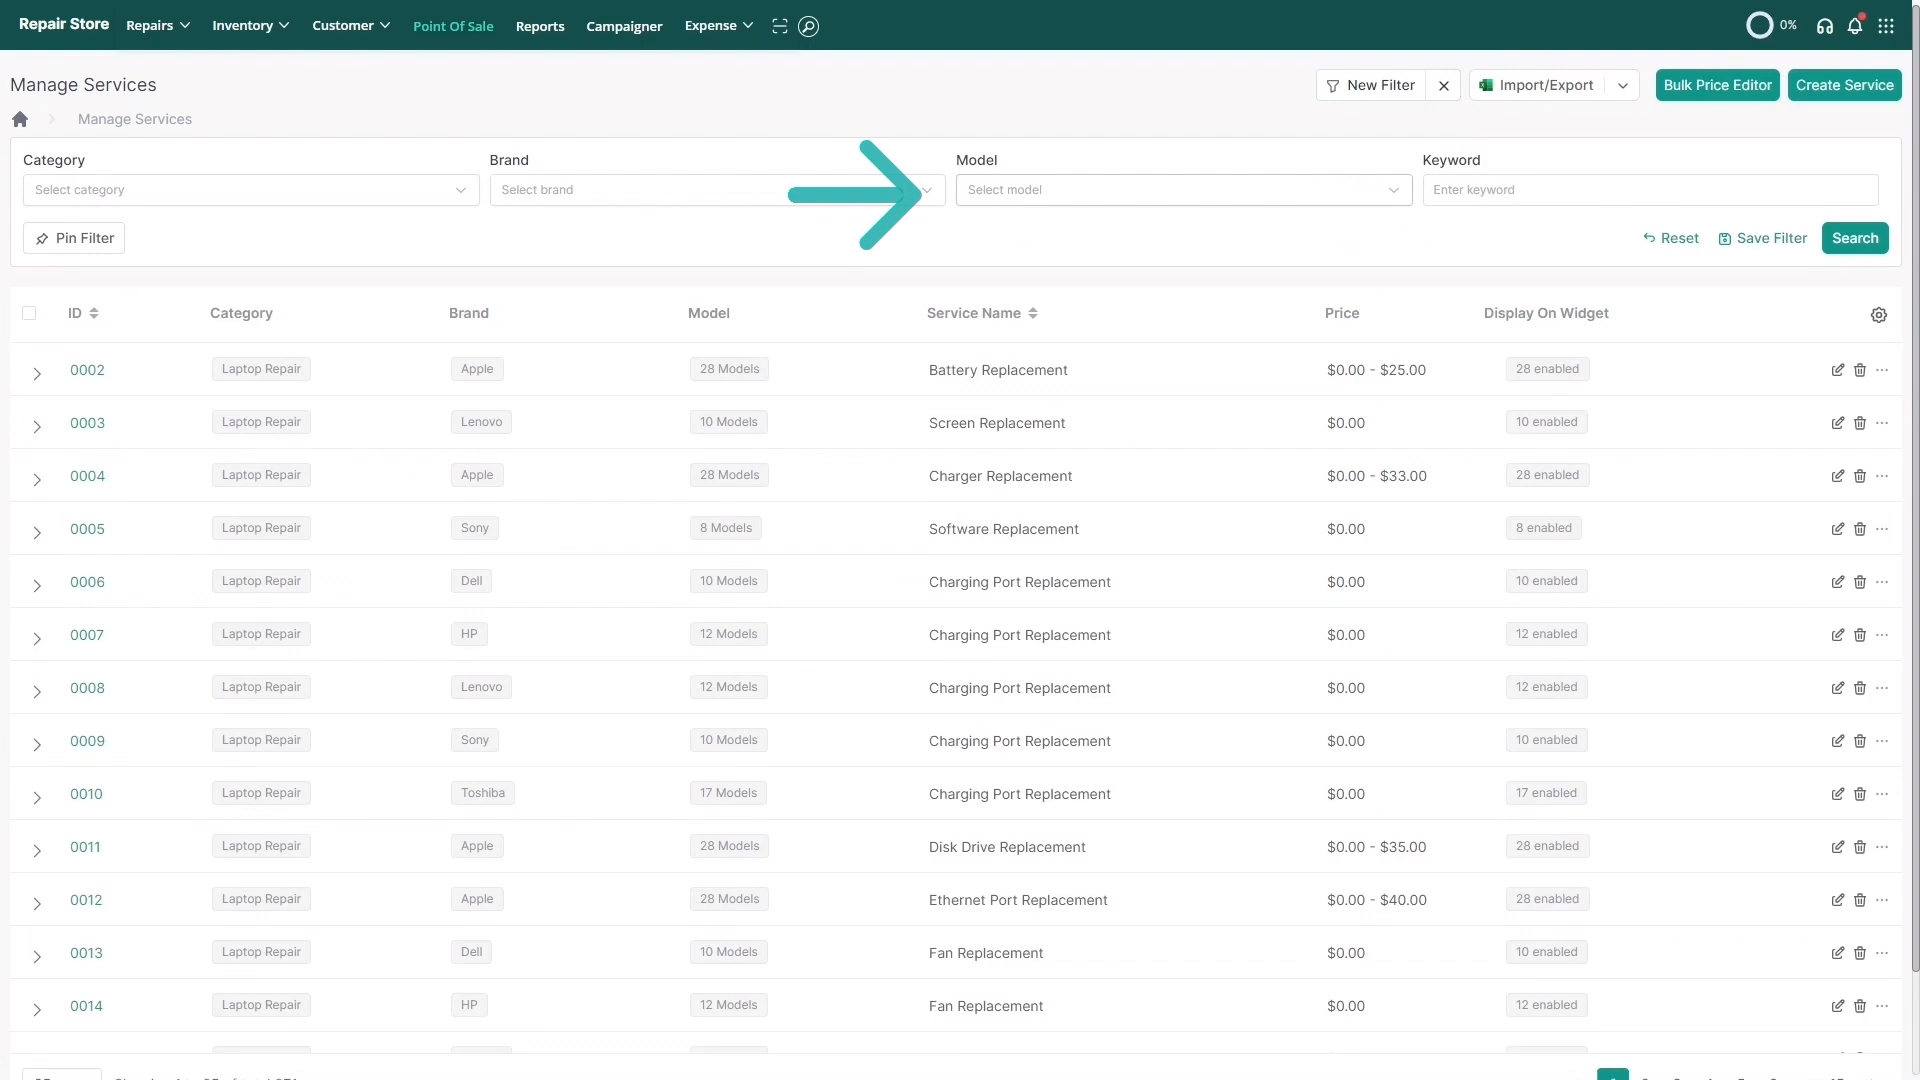 Repair Store Repairs Inventory Customer Point Of Sale Reports Campaigner Expense 0%
Manage Services New Filter Import/Export Bulk Price Editor Create Service
Manage Services
Category Brand Model Keyword
Select category Select brand Select model Enter keyword
Pin Filter Reset Save Filter Search
ID Category Brand Model Service Name Price Display On Widget
0002 Laptop Repair Apple 28 Models Battery Replacement $0.00 - $25.00 28 enabled
0003 Laptop Repair Lenovo 10 Models Screen Replacement $0.00 10 enabled
0004 Laptop Repair Apple 28 Models Charger Replacement $0.00 - $33.00 28 enabled
0005 Laptop Repair Sony 8 Models Software Replacement $0.00 8 enabled
0006 Laptop Repair Dell 10 Models Charging Port Replacement $0.00 10 enabled
0007 Laptop Repair HP 12 Models Charging Port Replacement $0.00 12 enabled
0008 Laptop Repair Lenovo 12 Models Charging Port Replacement $0.00 12 enabled
0009 Laptop Repair Sony 10 Models Charging Port Replacement $0.00 10 enabled
0010 Laptop Repair Toshiba 17 Models Charging Port Replacement $0.00 17 enabled
0011 Laptop Repair Apple 28 Models Disk Drive Replacement $0.00 - $35.00 28 enabled
0012 Laptop Repair Apple 28 Models Ethernet Port Replacement $0.00 - $40.00 28 enabled
0013 Laptop Repair Dell 10 Models Fan Replacement $0.00 10 enabled
0014 Laptop Repair HP 12 Models Fan Replacement $0.00 12 enabled